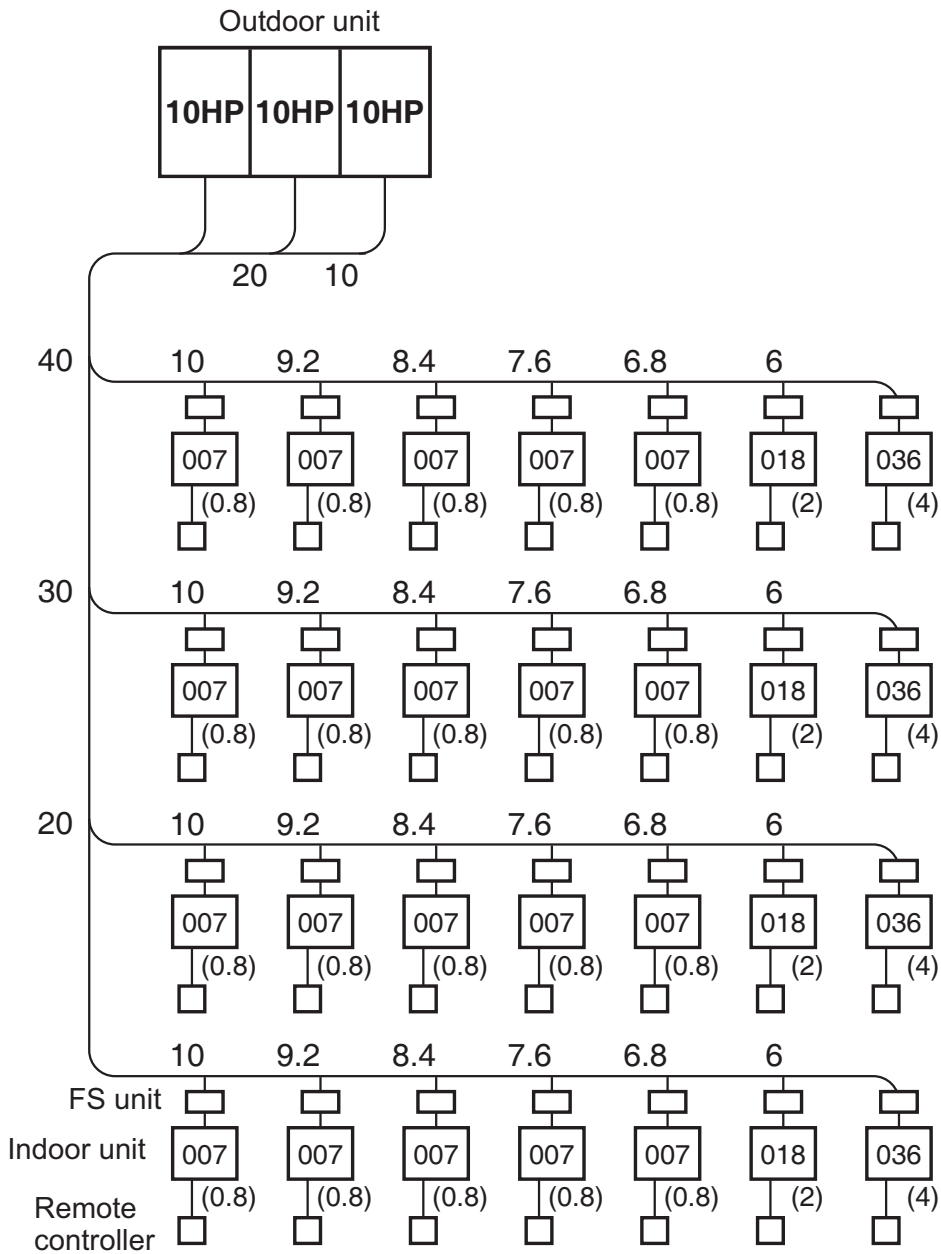 Outdoor unit
10HP 10HP 10HP
20 10
40 10 9.2 8.4 7.6 6.8 6
007 007 007 007 007 018 036
(0.8) (0.8) (0.8) (0.8) (0.8) (2) (4)
30 10 9.2 8.4 7.6 6.8 6
007 007 007 007 007 018 036
(0.8) (0.8) (0.8) (0.8) (0.8) (2) (4)
20 10 9.2 8.4 7.6 6.8 6
007 007 007 007 007 018 036
(0.8) (0.8) (0.8) (0.8) (0.8) (2) (4)
10 9.2 8.4 7.6 6.8 6
FS unit
Indoor unit 007 007 007 007 007 018 036
(0.8) (0.8) (0.8) (0.8) (0.8) (2) (4)
Remote
controller